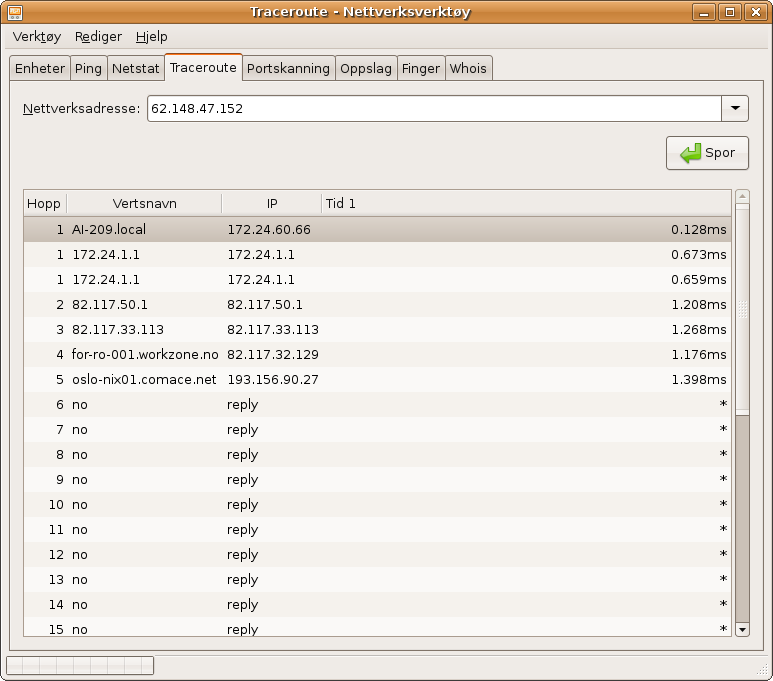 Traceroute - Nettverksverktøy
Verktøy Rediger Hjelp
Enheter Ping Netstat Traceroute Portskanning Oppslag Finger Whois
Nettverksadresse: 62.148.47.152
Spor
Hopp Vertsnavn IP Tid 1
1 AI-209.local 172.24.60.66 0.128ms
1 172.24.1.1 172.24.1.1 0.673ms
1 172.24.1.1 172.24.1.1 0.659ms
2 82.117.50.1 82.117.50.1 1.208ms
3 82.117.33.113 82.117.33.113 1.268ms
4 for-ro-001.workzone.no 82.117.32.129 1.176ms
5 oslo-nix01.comace.net 193.156.90.27 1.398ms
6 no reply *
7 no reply *
8 no reply *
9 no reply *
10 no reply *
11 no reply *
12 no reply *
13 no reply *
14 no reply *
15 no reply *